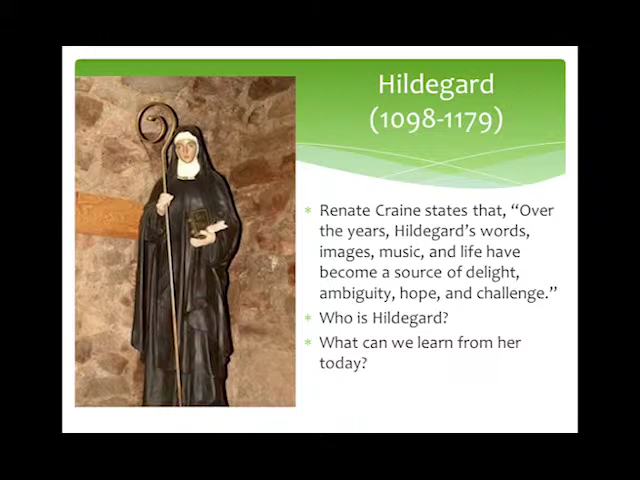 Hildegard
(1098-1179)
* Renate Craine states that, “Over
the years, Hildegard’s words,
images, music, and life have
become a source of delight,
ambiguity, hope, and challenge.”
* Who is Hildegard?
* What can we learn from her
today?